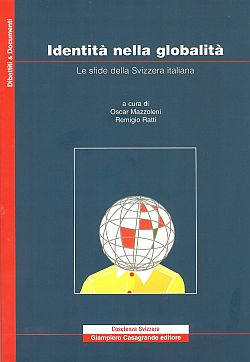 Dibattiti & Documenti
Identità nella globalità
Le sfide della Svizzera italiana
a cura di
Oscar Mazzoleni
Remigio Ratti
Coscienza Svizzera
Giampiero Casagrande editore